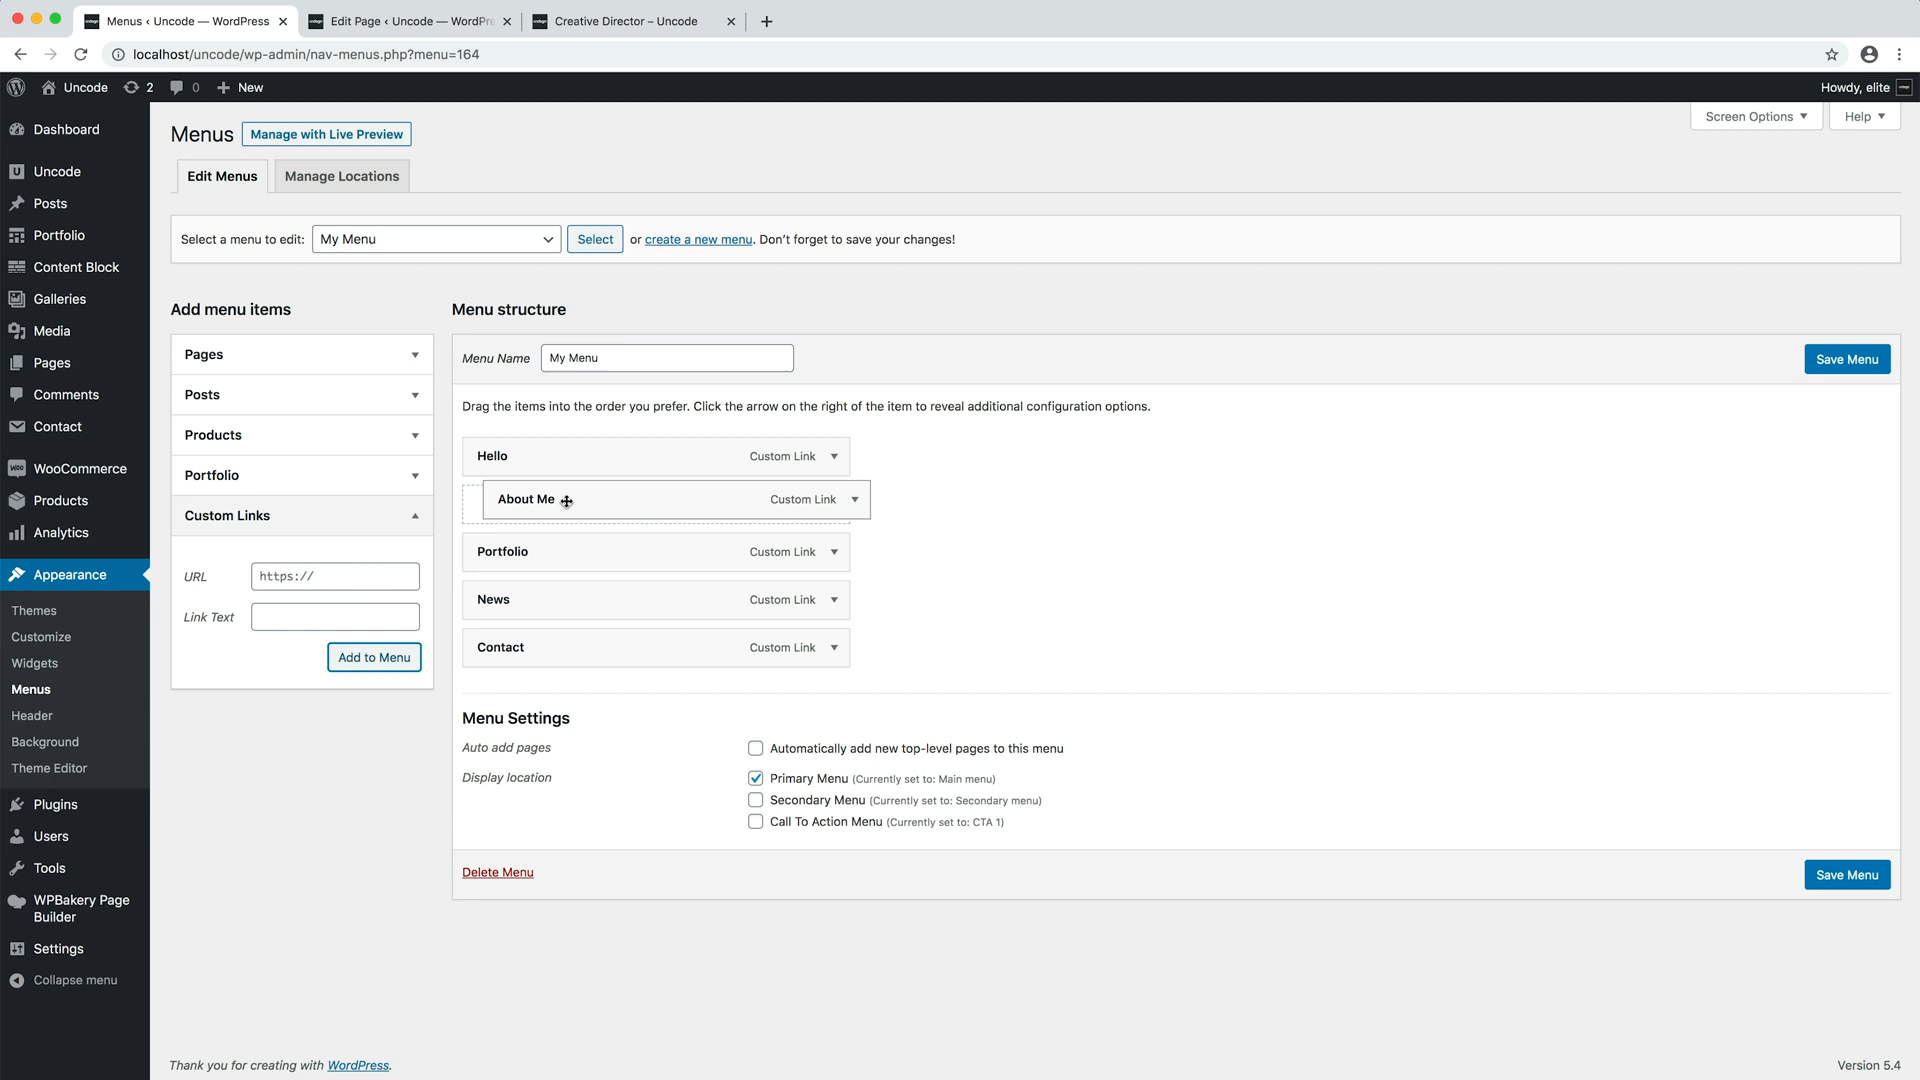 Menus ‹ Uncode — WordPress
Edit Page ‹ Uncode — WordPre
Creative Director – Uncode
localhost/uncode/wp-admin/nav-menus.php?menu=164
Uncode 2 0 New
Howdy, elite
Dashboard
Uncode
Posts
Portfolio
Content Block
Galleries
Media
Pages
Comments
Contact
WooCommerce
Products
Analytics
Appearance
Themes
Customize
Widgets
Menus
Header
Background
Theme Editor
Plugins
Users
Tools
WPBakery Page
Builder
Settings
Collapse menu
Screen Options
Help
Menus
Manage with Live Preview
Edit Menus
Manage Locations
Select a menu to edit: My Menu Select or create a new menu. Don’t forget to save your changes!
Add menu items
Pages
Posts
Products
Portfolio
Custom Links
URL https://
Link Text
Add to Menu
Menu structure
Menu Name My Menu
Save Menu
Drag the items into the order you prefer. Click the arrow on the right of the item to reveal additional configuration options.
Hello Custom Link
About Me Custom Link
Portfolio Custom Link
News Custom Link
Contact Custom Link
Menu Settings
Auto add pages Automatically add new top-level pages to this menu
Display location Primary Menu (Currently set to: Main menu)
Secondary Menu (Currently set to: Secondary menu)
Call To Action Menu (Currently set to: CTA 1)
Delete Menu
Save Menu
Thank you for creating with WordPress.
Version 5.4